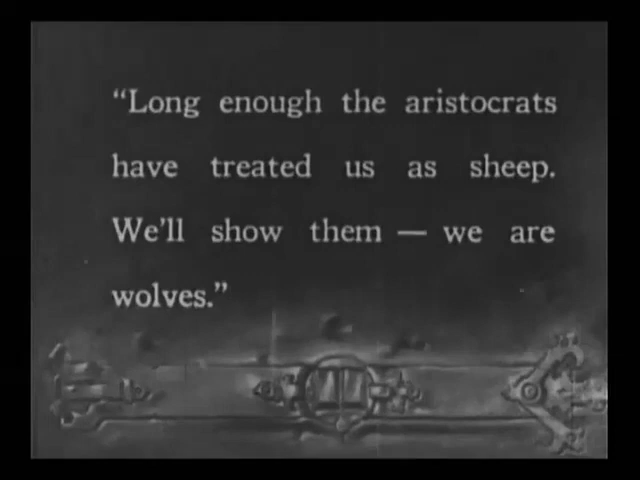 “Long enough the aristocrats
have treated us as sheep.
We’ll show them — we are
wolves.”